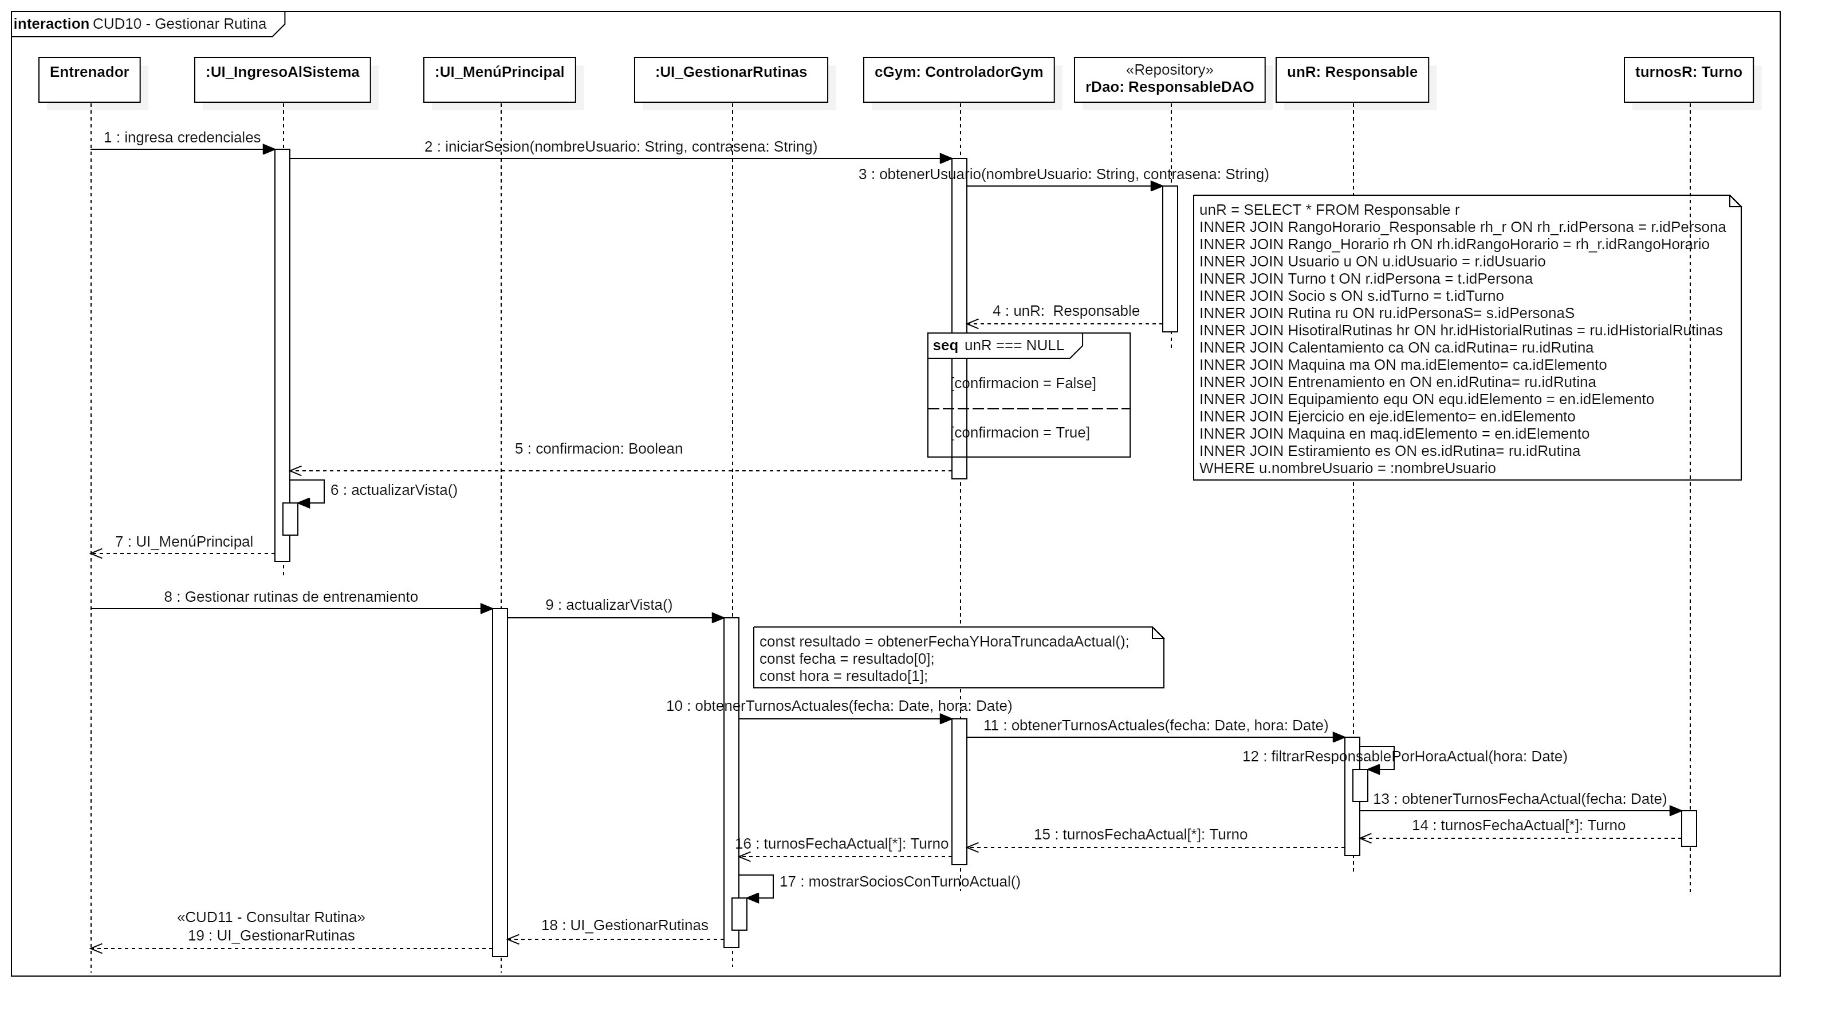 interaction CUD10 - Gestionar Rutina
Entrenador
:UI_IngresoAlSistema
:UI_MenúPrincipal
:UI_GestionarRutinas
cGym: ControladorGym
«Repository»
rDao: ResponsableDAO
unR: Responsable
turnosR: Turno
1 : ingresa credenciales
2 : iniciarSesion(nombreUsuario: String, contrasena: String)
3 : obtenerUsuario(nombreUsuario: String, contrasena: String)
unR = SELECT * FROM Responsable r
INNER JOIN RangoHorario_Responsable rh_r ON rh_r.idPersona = r.idPersona
INNER JOIN Rango_Horario rh ON rh.idRangoHorario = rh_r.idRangoHorario
INNER JOIN Usuario u ON u.idUsuario = r.idUsuario
INNER JOIN Turno t ON r.idPersona = t.idPersona
INNER JOIN Socio s ON s.idTurno = t.idTurno
INNER JOIN Rutina ru ON ru.idPersonaS= s.idPersonaS
INNER JOIN HisotiralRutinas hr ON hr.idHistorialRutinas = ru.idHistorialRutinas
INNER JOIN Calentamiento ca ON ca.idRutina= ru.idRutina
INNER JOIN Maquina ma ON ma.idElemento= ca.idElemento
INNER JOIN Entrenamiento en ON en.idRutina= ru.idRutina
INNER JOIN Equipamiento equ ON equ.idElemento = en.idElemento
INNER JOIN Ejercicio en eje.idElemento= en.idElemento
INNER JOIN Maquina en maq.idElemento = en.idElemento
INNER JOIN Estiramiento es ON es.idRutina= ru.idRutina
WHERE u.nombreUsuario = :nombreUsuario
4 : unR:  Responsable
seq unR === NULL
[confirmacion = False]
[confirmacion = True]
5 : confirmacion: Boolean
6 : actualizarVista()
7 : UI_MenúPrincipal
8 : Gestionar rutinas de entrenamiento
9 : actualizarVista()
const resultado = obtenerFechaYHoraTruncadaActual();
const fecha = resultado[0];
const hora = resultado[1];
10 : obtenerTurnosActuales(fecha: Date, hora: Date)
11 : obtenerTurnosActuales(fecha: Date, hora: Date)
12 : filtrarResponsablePorHoraActual(hora: Date)
13 : obtenerTurnosFechaActual(fecha: Date)
14 : turnosFechaActual[*]: Turno
15 : turnosFechaActual[*]: Turno
16 : turnosFechaActual[*]: Turno
17 : mostrarSociosConTurnoActual()
18 : UI_GestionarRutinas
«CUD11 - Consultar Rutina»
19 : UI_GestionarRutinas